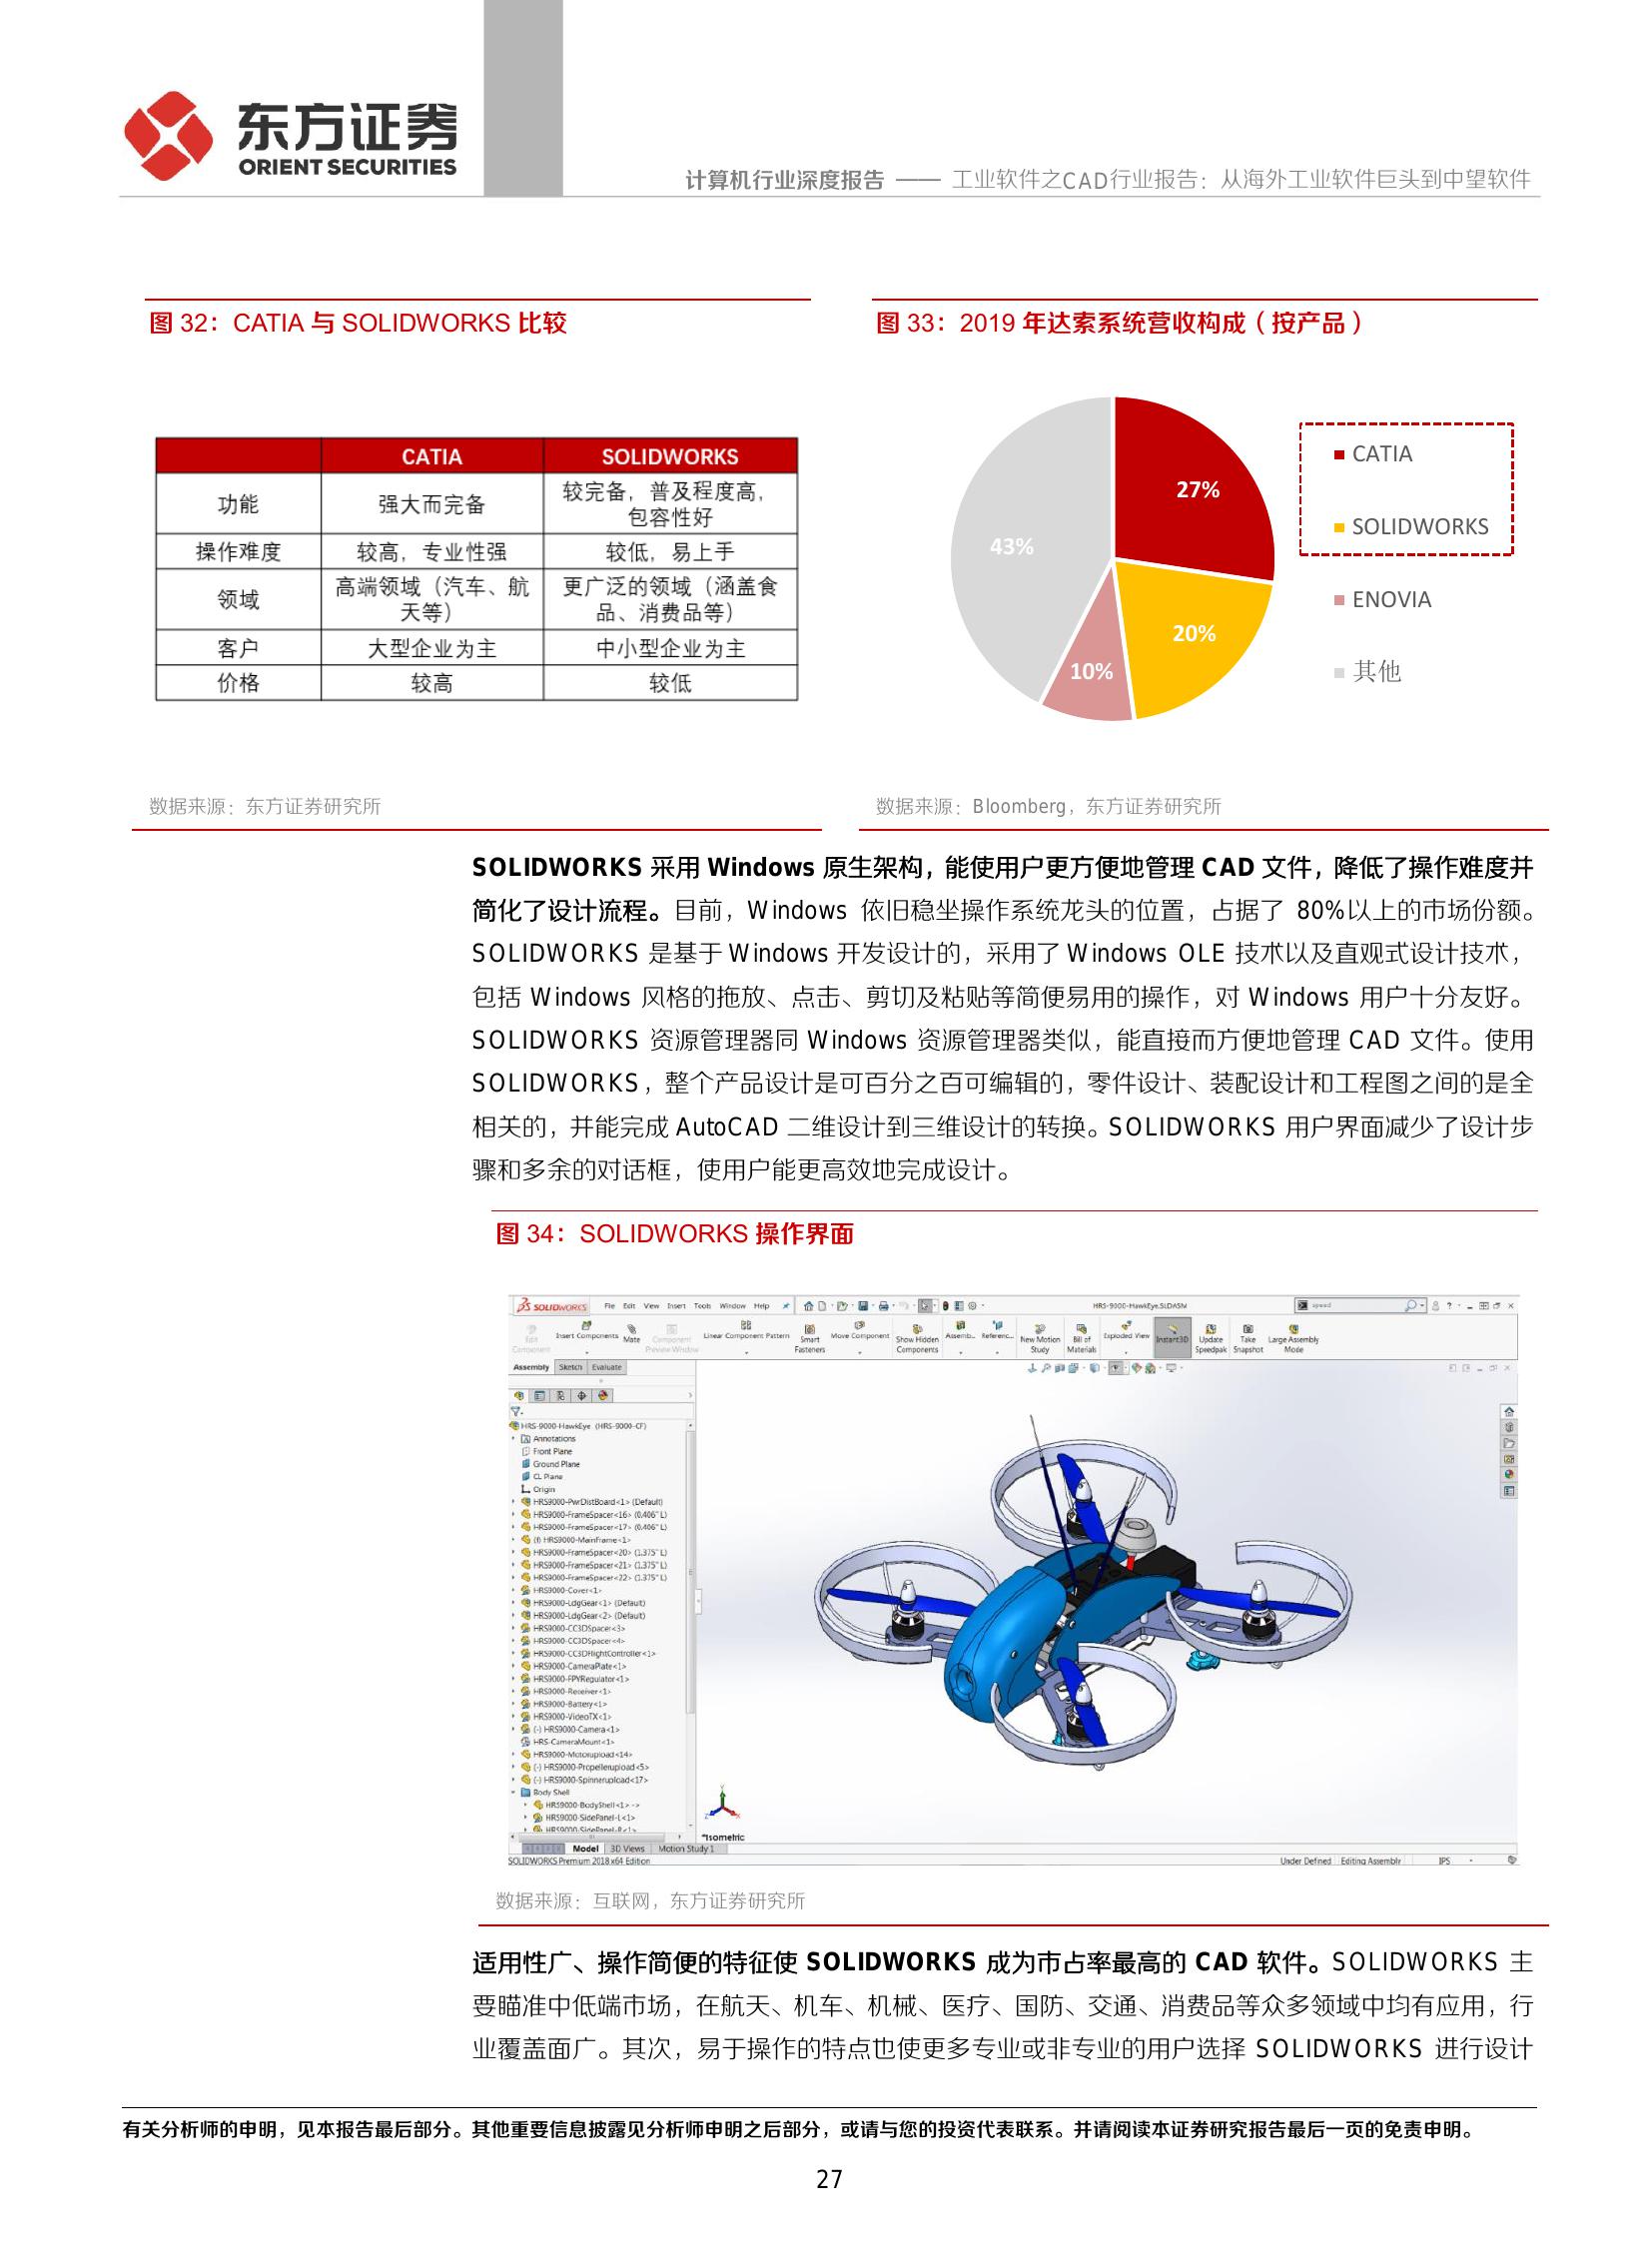 东方证券
ORIENT SECURITIES
计算机行业深度报告 —— 工业软件之CAD行业报告：从海外工业软件巨头到中望软件
图 32：CATIA 与 SOLIDWORKS 比较
CATIA SOLIDWORKS
功能 强大而完备 较完备，普及程度高，包容性好
操作难度 较高，专业性强 较低，易上手
领域 高端领域（汽车、航天等） 更广泛的领域（涵盖食品、消费品等）
客户 大型企业为主 中小型企业为主
价格 较高 较低
数据来源：东方证券研究所
图 33：2019 年达索系统营收构成（按产品）
27%
20%
10%
43%
CATIA
SOLIDWORKS
ENOVIA
其他
数据来源：Bloomberg，东方证券研究所
SOLIDWORKS 采用 Windows 原生架构，能使用户更方便地管理 CAD 文件，降低了操作难度并
简化了设计流程。目前，Windows 依旧稳坐操作系统龙头的位置，占据了 80%以上的市场份额。
SOLIDWORKS 是基于 Windows 开发设计的，采用了 Windows OLE 技术以及直观式设计技术，
包括 Windows 风格的拖放、点击、剪切及粘贴等简便易用的操作，对 Windows 用户十分友好。
SOLIDWORKS 资源管理器同 Windows 资源管理器类似，能直接而方便地管理 CAD 文件。使用
SOLIDWORKS，整个产品设计是可百分之百可编辑的，零件设计、装配设计和工程图之间的是全
相关的，并能完成 AutoCAD 二维设计到三维设计的转换。SOLIDWORKS 用户界面减少了设计步
骤和多余的对话框，使用户能更高效地完成设计。
图 34：SOLIDWORKS 操作界面
SOLIDWORKS File Edit View Insert Tools Window Help HRS-9000-HawkEye.SLDASM speed
Edit Component Insert Components Mate Component Preview Window Linear Component Pattern Smart Fasteners Move Component Show Hidden Components Assemb... Referenc... New Motion Study Bill of Materials Exploded View Instant3D Update Speedpak Take Snapshot Large Assembly Mode
Assembly Sketch Evaluate
HRS-9000-HawkEye (HRS-9000-CF)
Annotations
Front Plane
Ground Plane
CL Plane
Origin
HRS9000-PwrDistBoard<1> (Default)
HRS9000-FrameSpacer<16> (0.406" L)
HRS9000-FrameSpacer<17> (0.406" L)
(f) HRS9000-MainFrame<1>
HRS9000-FrameSpacer<20> (1.375" L)
HRS9000-FrameSpacer<21> (1.375" L)
HRS9000-FrameSpacer<22> (1.375" L)
HRS9000-Cover<1>
HRS9000-LdgGear<1> (Default)
HRS9000-LdgGear<2> (Default)
HRS9000-CC3DSpacer<3>
HRS9000-CC3DSpacer<4>
HRS9000-CC3DFlightController<1>
HRS9000-CameraPlate<1>
HRS9000-FPVRegulator<1>
HRS9000-Receiver<1>
HRS9000-Battery<1>
HRS9000-VideoTX<1>
(-) HRS9000-Camera<1>
HRS-CameraMount<1>
HRS9000-Motorupload<14>
(-) HRS9000-Propellerupload<5>
(-) HRS9000-Spinnerupload<17>
Body Shell
HRS9000-BodyShell<1> ->
HRS9000-SidePanel-L<1>
HRS9000-SidePanel-R<1>
*Isometric
Model 3D Views Motion Study 1
SOLIDWORKS Premium 2018 x64 Edition Under Defined Editing Assembly IPS
数据来源：互联网，东方证券研究所
适用性广、操作简便的特征使 SOLIDWORKS 成为市占率最高的 CAD 软件。SOLIDWORKS 主
要瞄准中低端市场，在航天、机车、机械、医疗、国防、交通、消费品等众多领域中均有应用，行
业覆盖面广。其次，易于操作的特点也使更多专业或非专业的用户选择 SOLIDWORKS 进行设计
有关分析师的申明，见本报告最后部分。其他重要信息披露见分析师申明之后部分，或请与您的投资代表联系。并请阅读本证券研究报告最后一页的免责申明。
27